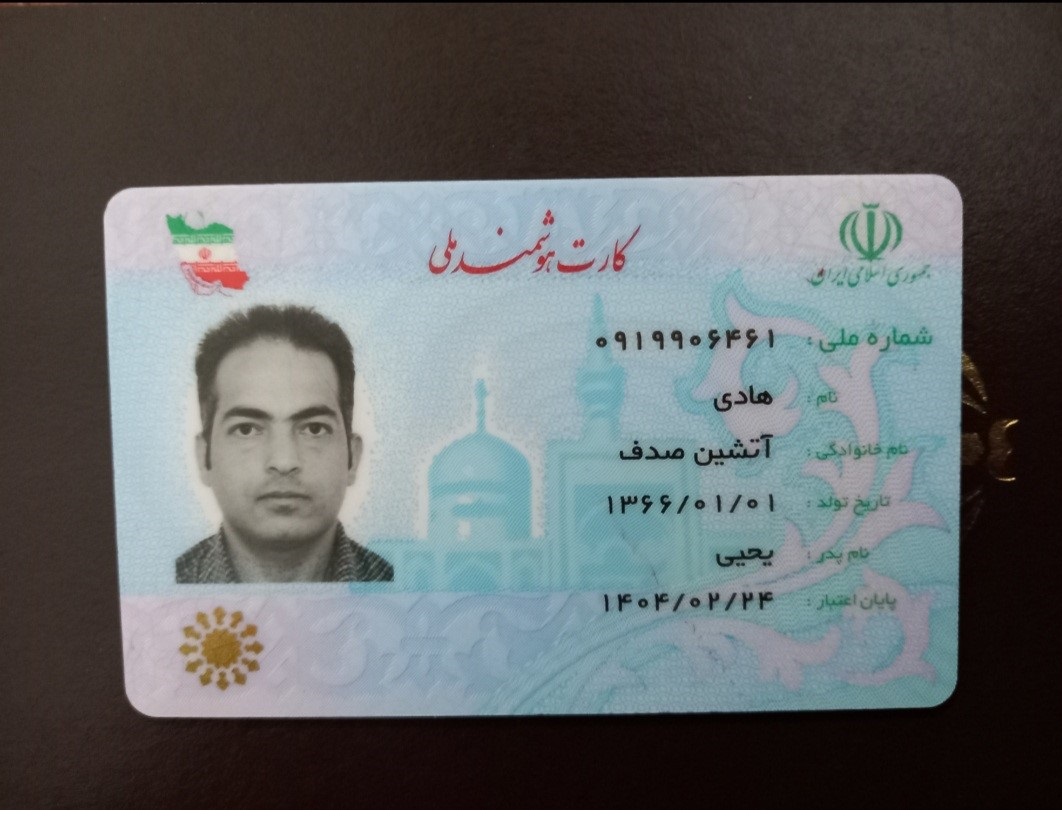 کارت هوشمند ملی
جمهوری اسلامی ایران
شماره ملی : ۰۹۱۹۹۰۶۴۶۱
نام : هادی
نام خانوادگی : آتشین صدف
تاریخ تولد : ۱۳۶۶/۰۱/۰۱
نام پدر : یحیی
پایان اعتبار : ۱۴۰۴/۰۲/۲۴